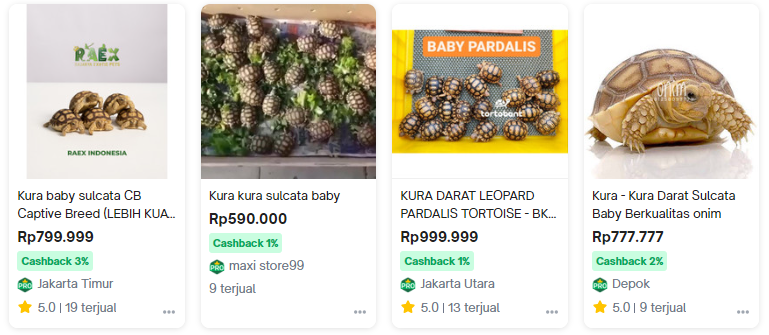 RAEX
RAEX INDONESIA
Kura baby sulcata CB
Captive Breed (LEBIH KUA...
Rp799.999
Cashback 3%
PRO Jakarta Timur
5.0 | 19 terjual
Kura kura sulcata baby
Rp590.000
Cashback 1%
PRO maxi store99
9 terjual
BABY PARDALIS
tortobont
KURA DARAT LEOPARD
PARDALIS TORTOISE - BK...
Rp999.999
Cashback 1%
PRO Jakarta Utara
5.0 | 13 terjual
onim
Kura - Kura Darat Sulcata
Baby Berkualitas onim
Rp777.777
Cashback 2%
PRO Depok
5.0 | 9 terjual